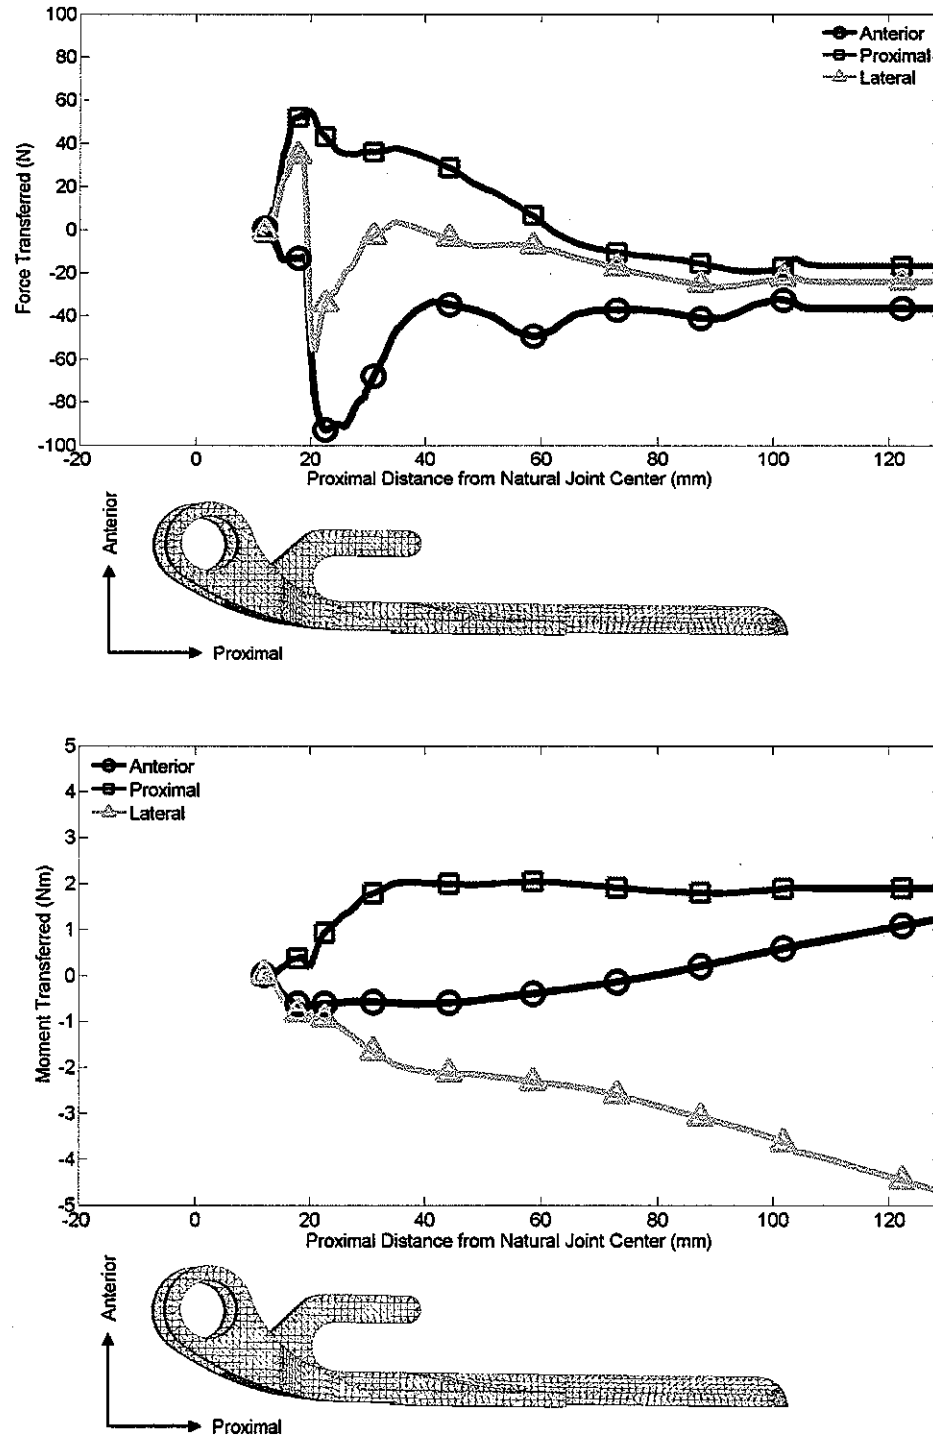 100
80
60
40
20
0
-20
-40
-60
-80
-100
Force Transferred (N)
Anterior
Proximal
Lateral
-20 0 20 40 60 80 100 120
Proximal Distance from Natural Joint Center (mm)
Anterior
Proximal
5
4
3
2
1
0
-1
-2
-3
-4
-5
Moment Transferred (Nm)
Anterior
Proximal
Lateral
-20 0 20 40 60 80 100 120
Proximal Distance from Natural Joint Center (mm)
Anterior
Proximal